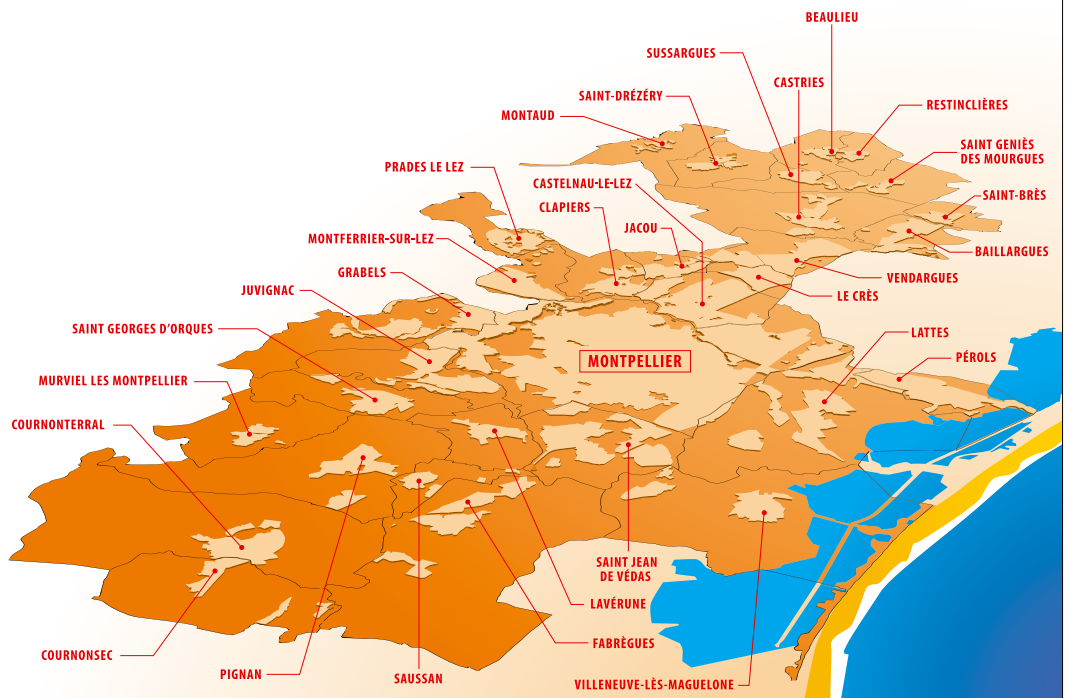 BEAULIEU
SUSSARGUES
CASTRIES
SAINT-DRÉZÉRY
RESTINCLIÈRES
MONTAUD
SAINT GENIÈS
DES MOURGUES
PRADES LE LEZ
CASTELNAU-LE-LEZ
SAINT-BRÈS
CLAPIERS
JACOU
MONTFERRIER-SUR-LEZ
BAILLARGUES
GRABELS
VENDARGUES
JUVIGNAC
LE CRÈS
SAINT GEORGES D'ORQUES
LATTES
MONTPELLIER
PÉROLS
MURVIEL LES MONTPELLIER
COURNONTERRAL
SAINT JEAN
DE VÉDAS
LAVÉRUNE
FABRÈGUES
COURNONSEC
PIGNAN
SAUSSAN
VILLENEUVE-LÈS-MAGUELONE